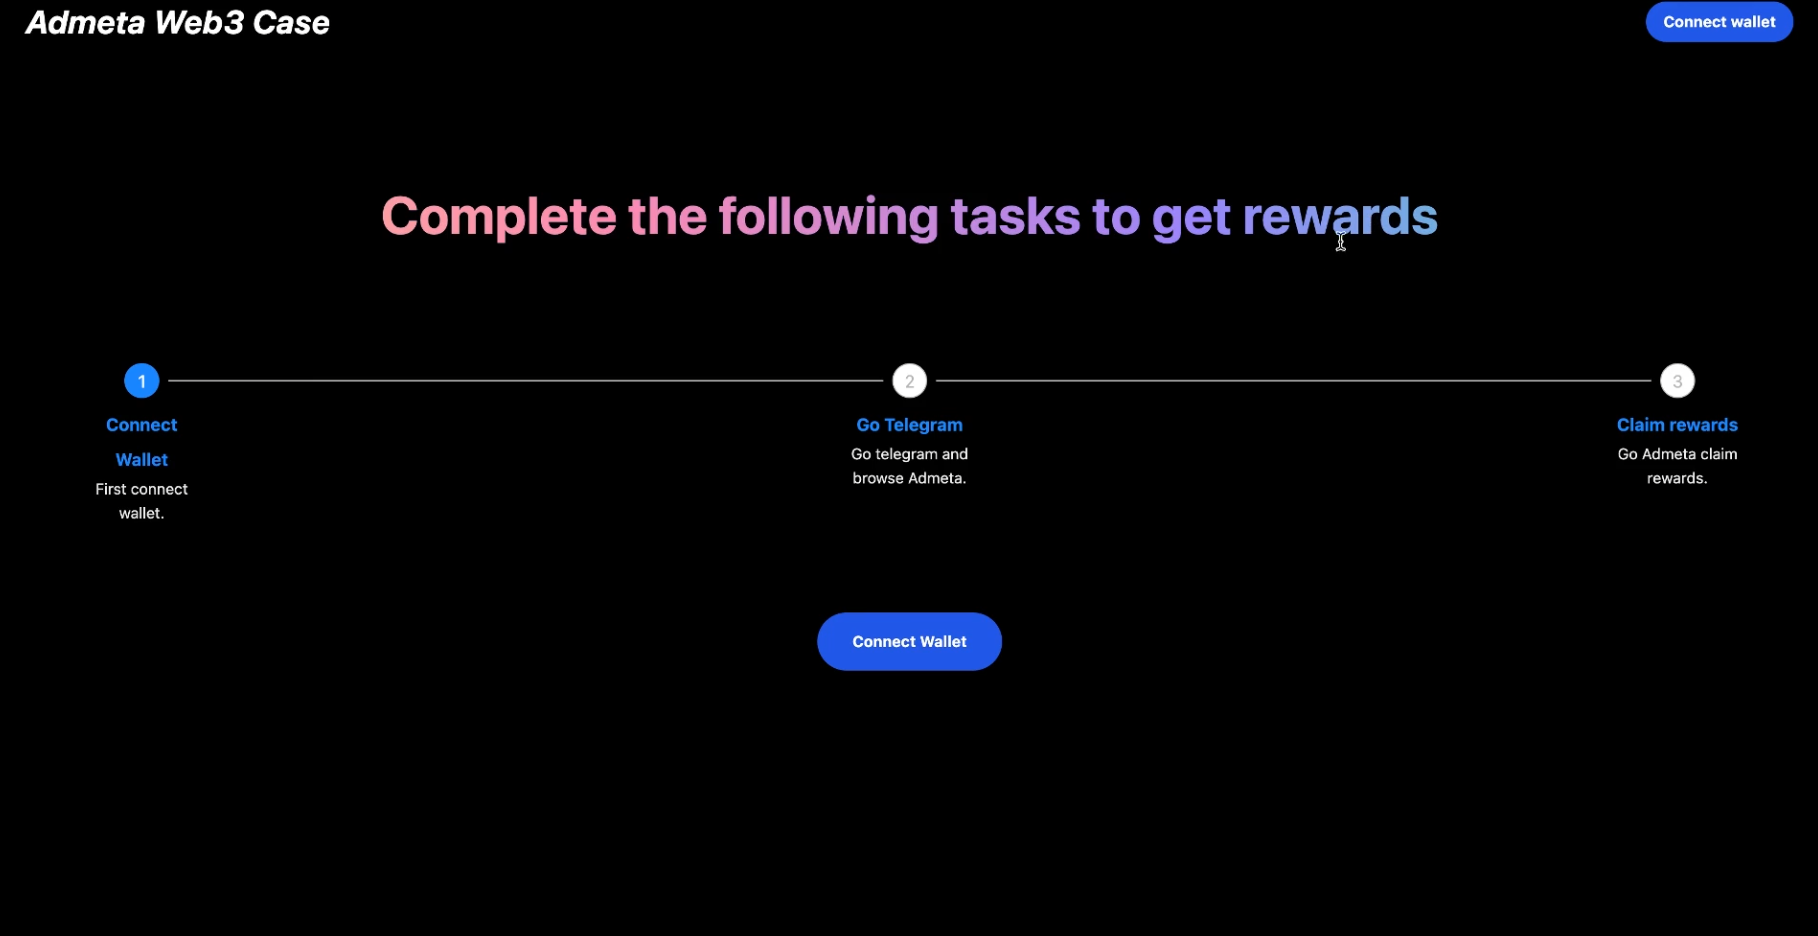 Admeta Web3 Case
Connect wallet
Complete the following tasks to get rewards
1
Connect
Wallet
First connect
wallet.
2
Go Telegram
Go telegram and
browse Admeta.
3
Claim rewards
Go Admeta claim
rewards.
Connect Wallet